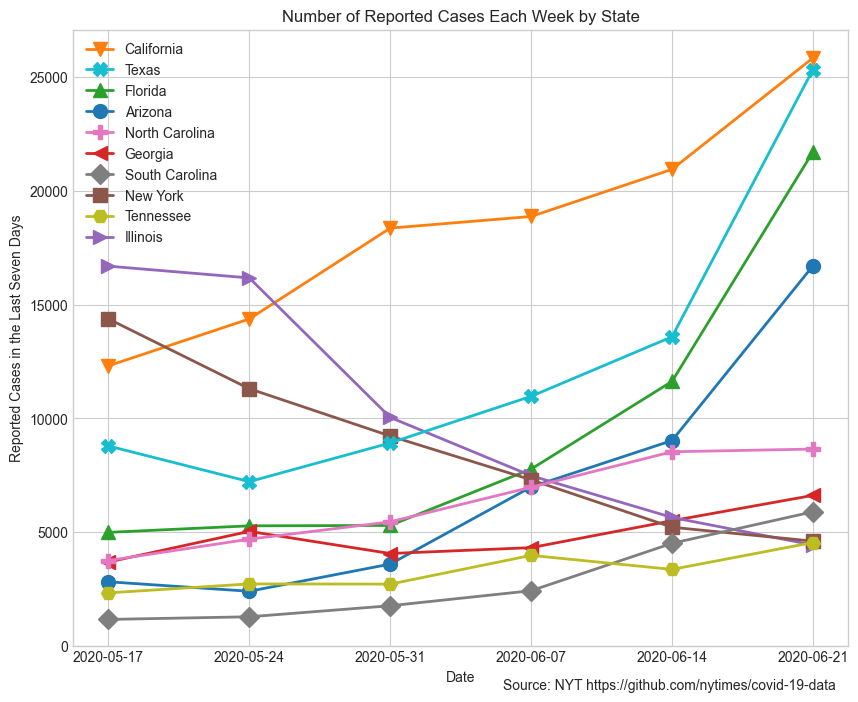 Number of Reported Cases Each Week by State
California
Texas
Florida
Arizona
North Carolina
Georgia
South Carolina
New York
Tennessee
Illinois
Reported Cases in the Last Seven Days
25000
20000
15000
10000
5000
0
2020-05-17 2020-05-24 2020-05-31 2020-06-07 2020-06-14 2020-06-21
Date
Source: NYT https://github.com/nytimes/covid-19-data